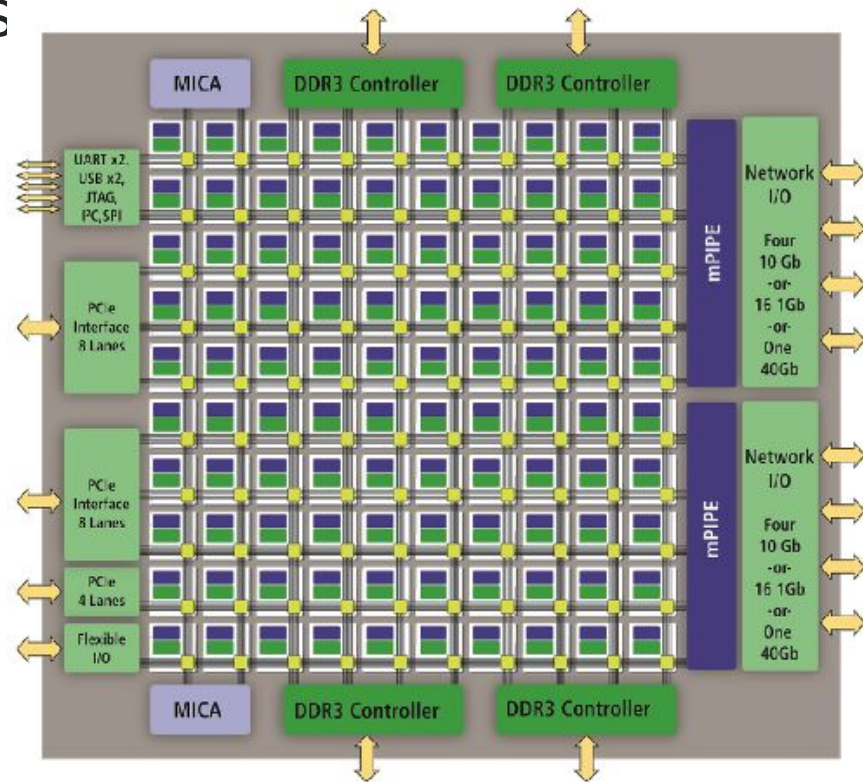 MICA
DDR3 Controller
DDR3 Controller
UART x2,
USB x2,
JTAG,
I²C,SPI
PCIe
Interface
8 Lanes
PCIe
Interface
8 Lanes
PCIe
4 Lanes
Flexible
I/O
mPIPE
Network
I/O
Four
10 Gb
-or-
16 1Gb
-or-
One
40Gb
mPIPE
Network
I/O
Four
10 Gb
-or-
16 1Gb
-or-
One
40Gb
MICA
DDR3 Controller
DDR3 Controller